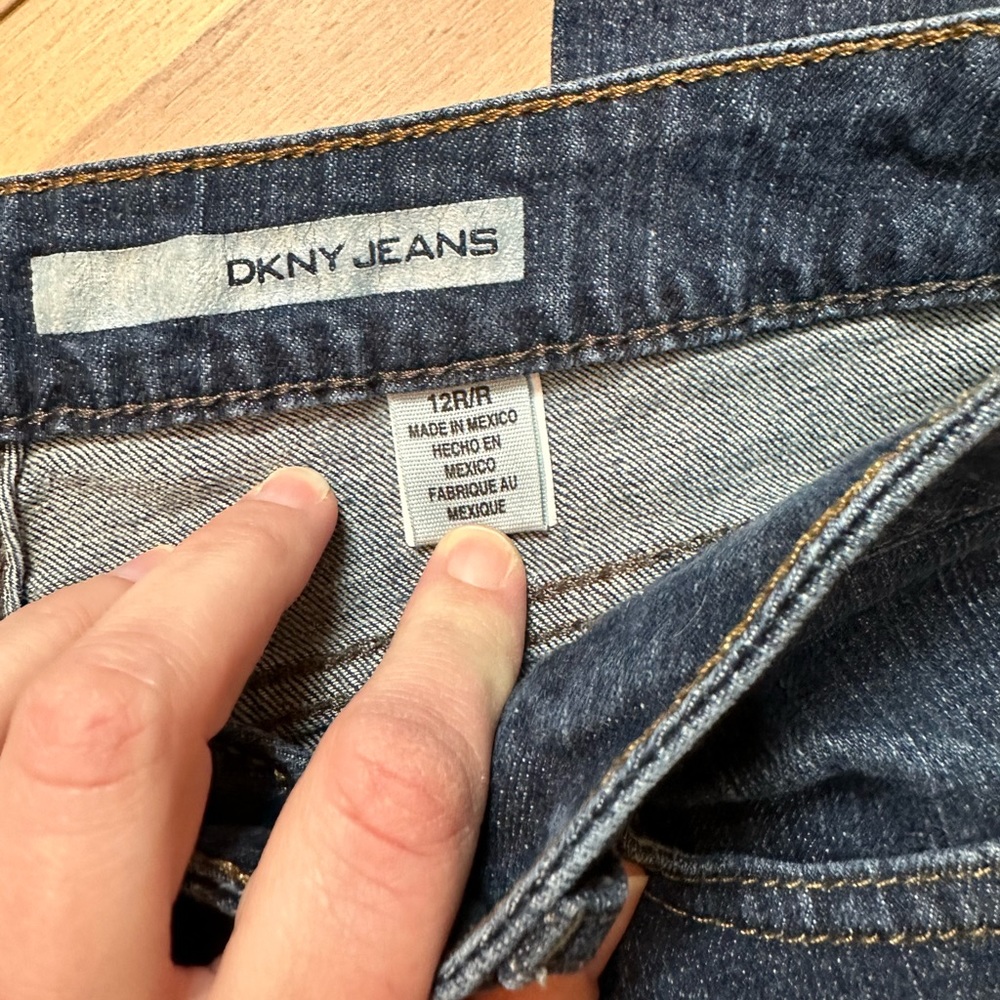 DKNY JEANS
12R/R
MADE IN MEXICO
HECHO EN
MEXICO
FABRIQUE AU
MEXIQUE